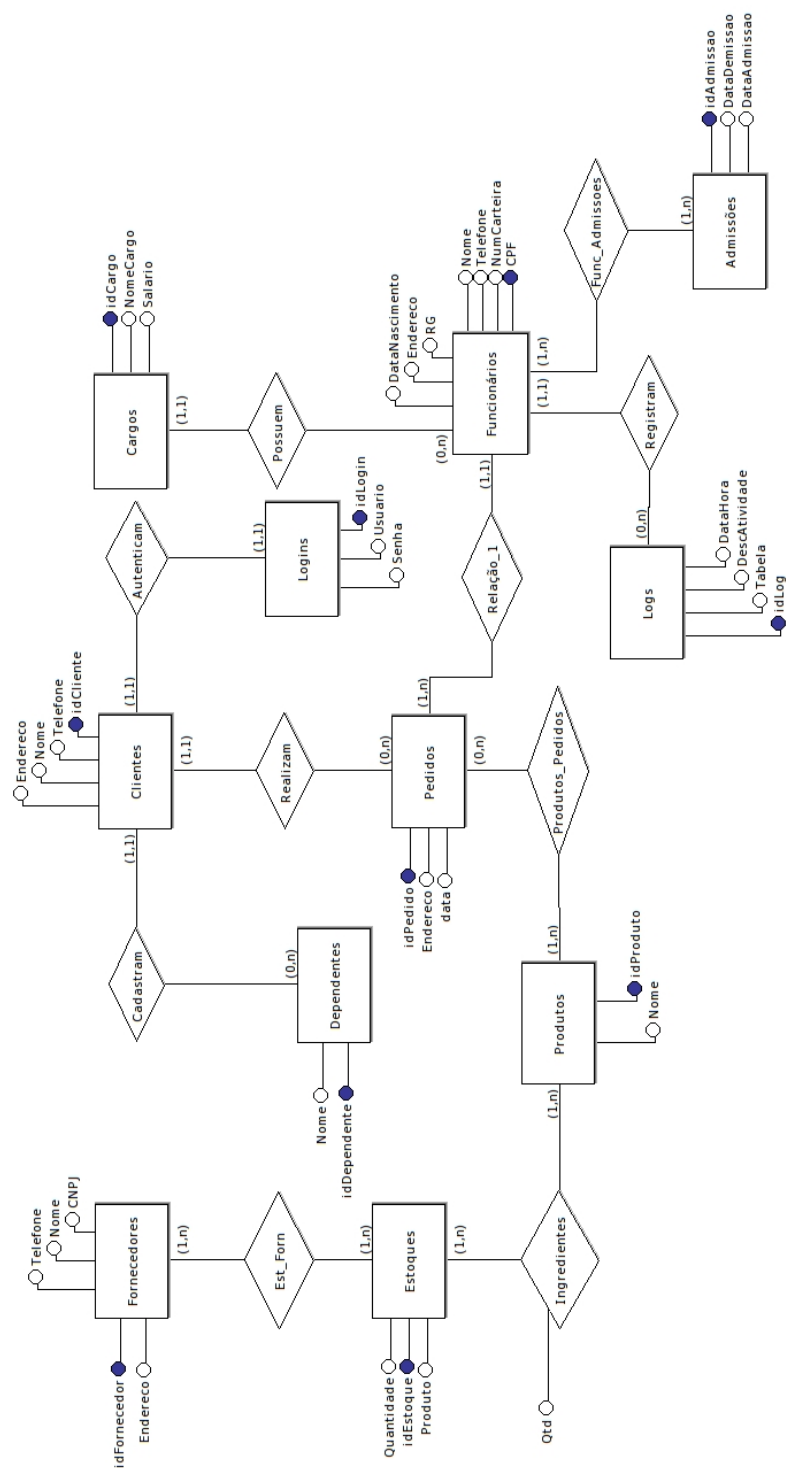 Telefone
Nome
CNPJ
Fornecedores
idFornecedor
Endereco
(1,n)
Est_Forn
(1,n)
Estoques
Quantidade
idEstoque
Produto
(1,n)
Ingredientes
Qtd
(1,n)
Produtos
idProduto
Nome
(1,n)
Produtos_Pedidos
(0,n)
Pedidos
idPedido
Endereco
data
(0,n)
Realizam
(1,1)
Clientes
Endereco
Nome
Telefone
idCliente
(1,1)
Cadastram
(0,n)
Dependentes
Nome
idDependente
(1,1)
Autenticam
(1,1)
Logins
idLogin
Usuario
Senha
(1,n)
Relação_1
(1,1)
Funcionários
DataNascimento
Endereco
RG
Nome
Telefone
NumCarteira
CPF
(0,n)
Possuem
(1,1)
Cargos
idCargo
NomeCargo
Salario
(1,1)
Registram
(0,n)
Logs
DataHora
DescAtividade
Tabela
idLog
(1,n)
Func_Admissoes
(1,n)
Admissões
idAdmissao
DataDemissao
DataAdmissao